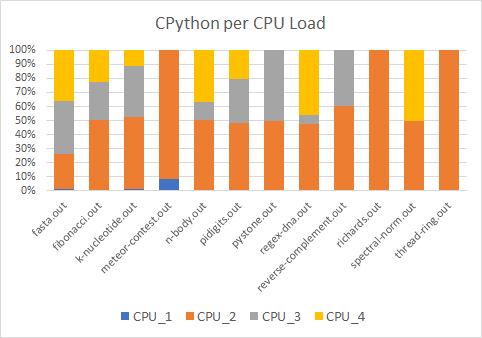 CPython per CPU Load
100%
90%
80%
70%
60%
50%
40%
30%
20%
10%
0%
fasta.out
fibonacci.out
k-nucleotide.out
meteor-contest.out
n-body.out
pidigits.out
pystone.out
regex-dna.out
reverse-complement.out
richards.out
spectral-norm.out
thread-ring.out
CPU_1 CPU_2 CPU_3 CPU_4